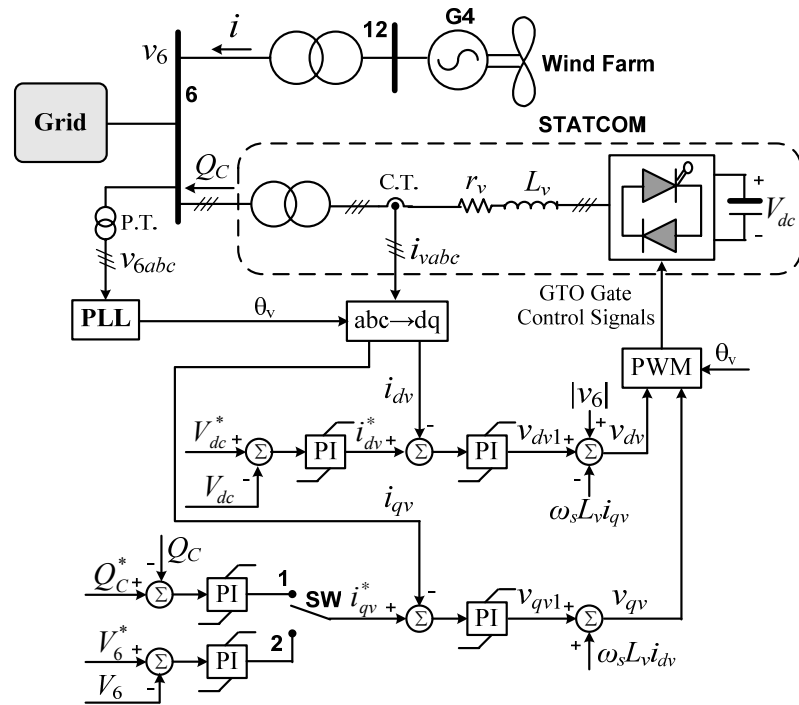 G4
12
i
v6
6
Wind Farm
Grid
STATCOM
QC
C.T.
rv
Lv
+
Vdc
-
P.T.
v6abc
ivabc
GTO Gate
Control Signals
PLL
θv
abc→dq
PWM
θv
idv
|v6|
V*dc +
Σ
PI
i*dv +
-
Σ
PI
vdv1 +
+
Σ
vdv
Vdc
-
-
iqv
ωsLviqv
-
QC
Q*C +
Σ
PI
1
SW
i*qv +
-
Σ
PI
vqv1 +
Σ
vqv
2
V*6 +
Σ
PI
+
ωsLvidv
V6
-